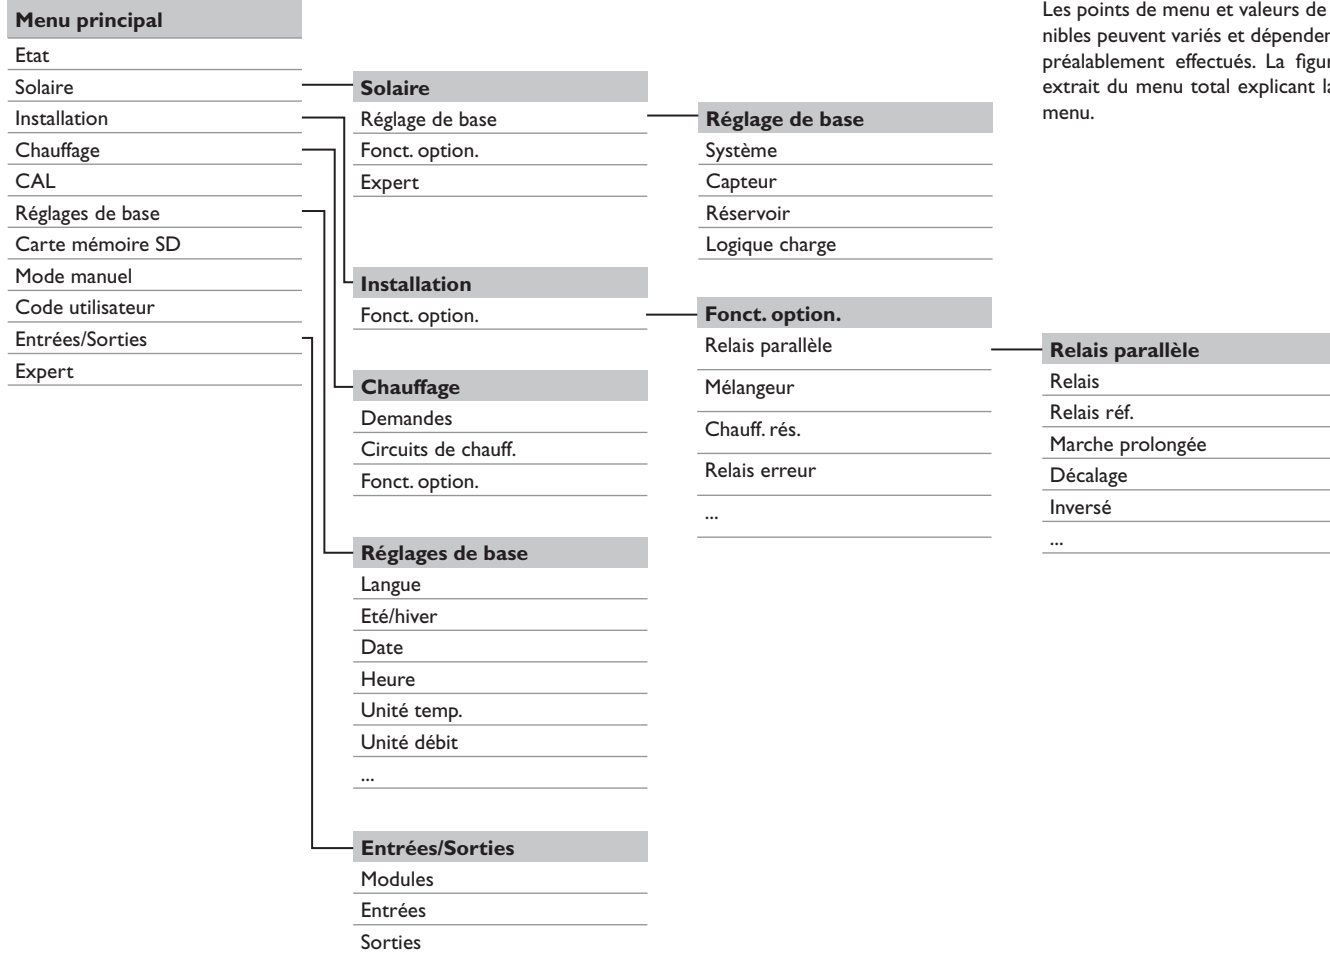 Menu principal
Etat
Solaire
Installation
Chauffage
CAL
Réglages de base
Carte mémoire SD
Mode manuel
Code utilisateur
Entrées/Sorties
Expert
Solaire
Réglage de base
Fonct. option.
Expert
Installation
Fonct. option.
Chauffage
Demandes
Circuits de chauff.
Fonct. option.
Réglages de base
Langue
Eté/hiver
Date
Heure
Unité temp.
Unité débit
...
Entrées/Sorties
Modules
Entrées
Sorties
Réglage de base
Système
Capteur
Réservoir
Logique charge
Fonct. option.
Relais parallèle
Mélangeur
Chauff. rés.
Relais erreur
...
Les points de menu et valeurs de
nibles peuvent variés et dépenden
préalablement effectués. La figur
extrait du menu total explicant la
menu.
Relais parallèle
Relais
Relais réf.
Marche prolongée
Décalage
Inversé
...